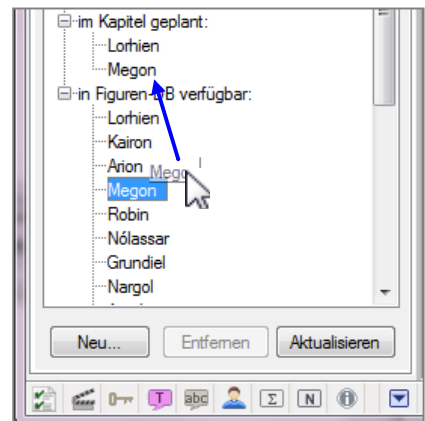 im Kapitel geplant:
Lorhien
Megon
in Figuren-DB verfügbar:
Lorhien
Kairon
Arion
Megon
Robin
Nólassar
Grundiel
Nargol
Neu... Entfernen Aktualisieren
T abc Σ N i